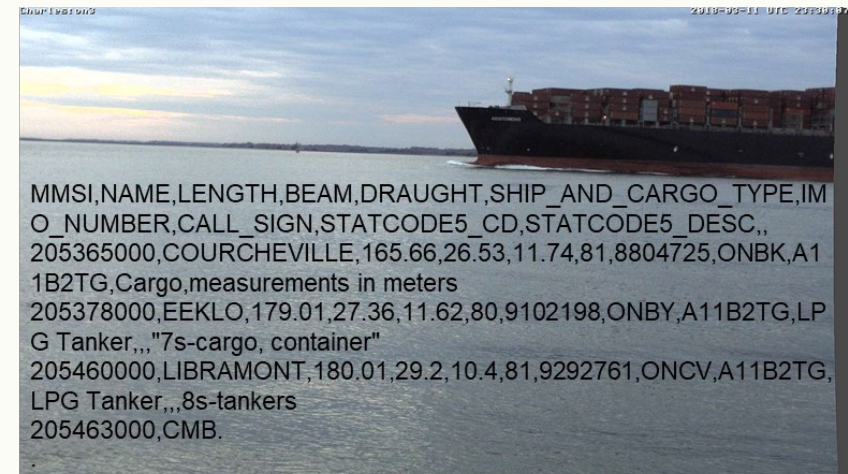 Charleston3
2018-03-11 UTC 23:30:07
MMSI,NAME,LENGTH,BEAM,DRAUGHT,SHIP_AND_CARGO_TYPE,IM
O_NUMBER,CALL_SIGN,STATCODE5_CD,STATCODE5_DESC,,
205365000,COURCHEVILLE,165.66,26.53,11.74,81,8804725,ONBK,A1
1B2TG,Cargo,measurements in meters
205378000,EEKLO,179.01,27.36,11.62,80,9102198,ONBY,A11B2TG,LP
G Tanker,,,"7s-cargo, container"
205460000,LIBRAMONT,180.01,29.2,10.4,81,9292761,ONCV,A11B2TG,
LPG Tanker,,,8s-tankers
205463000,CMB.
.